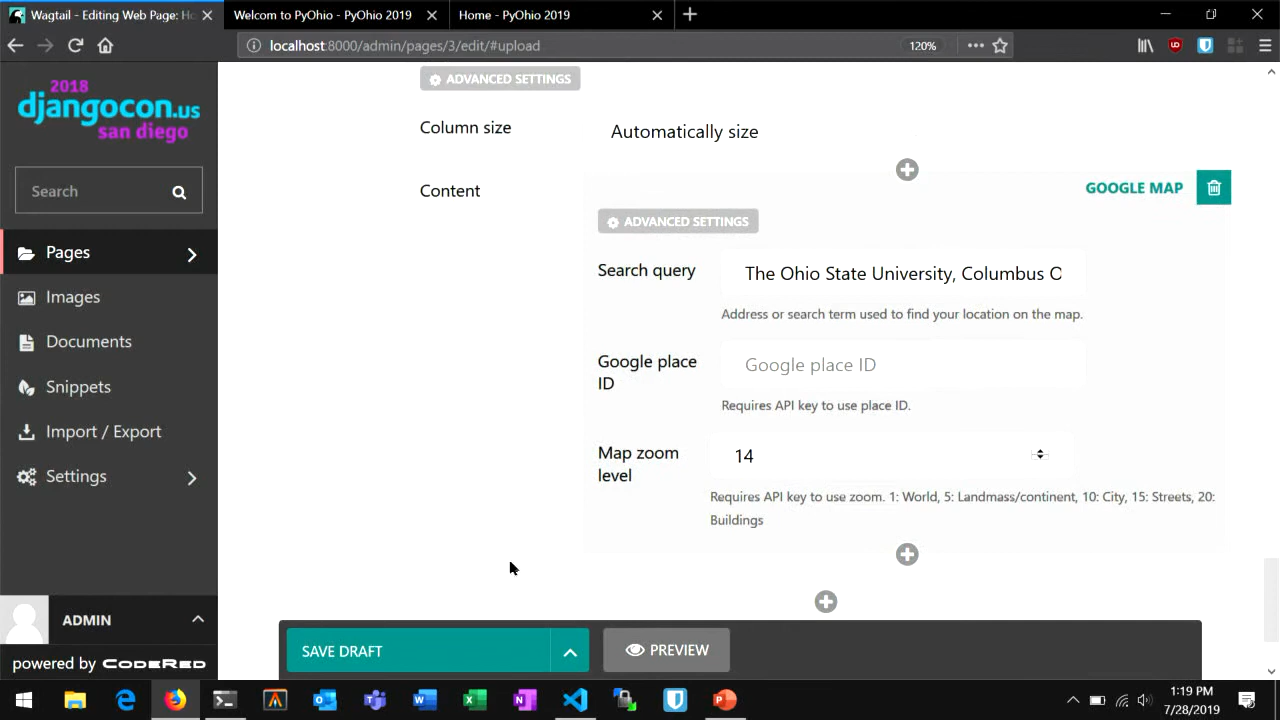 Wagtail - Editing Web Page: Ho
Welcom to PyOhio - PyOhio 2019
Home - PyOhio 2019
localhost:8000/admin/pages/3/edit/#upload
120%
2018
djangocon.us
san diego
Search
Pages
Images
Documents
Snippets
Import / Export
Settings
ADMIN
powered by CODERED
ADVANCED SETTINGS
Column size
Automatically size
Content
GOOGLE MAP
ADVANCED SETTINGS
Search query
The Ohio State University, Columbus O
Address or search term used to find your location on the map.
Google place
ID
Google place ID
Requires API key to use place ID.
Map zoom
level
14
Requires API key to use zoom. 1: World, 5: Landmass/continent, 10: City, 15: Streets, 20:
Buildings
SAVE DRAFT
PREVIEW
1:19 PM
7/28/2019